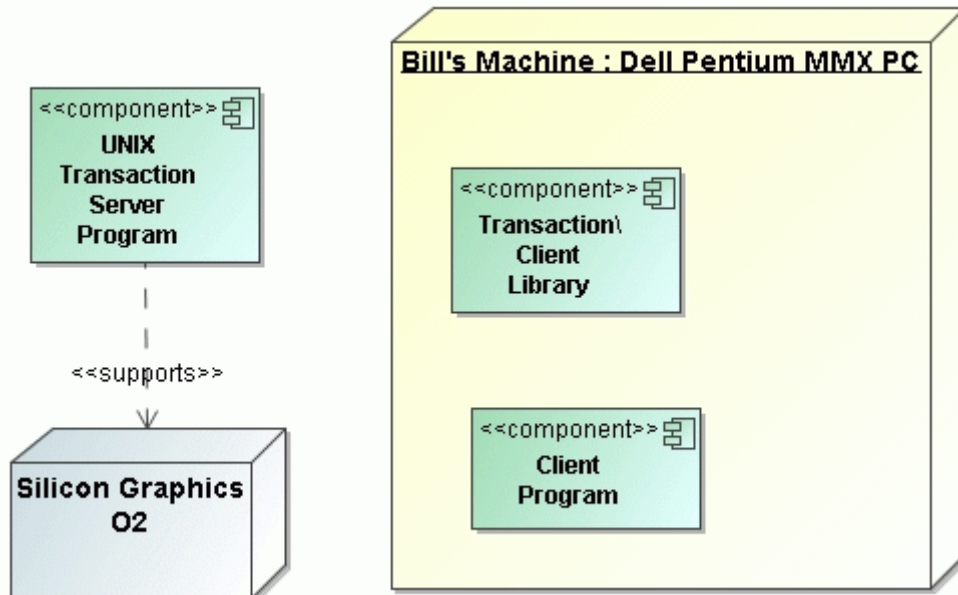 Bill's Machine : Dell Pentium MMX PC
<<component>>
UNIX
Transaction
Server
Program
<<component>>
Transaction\
Client
Library
<<supports>>
<<component>>
Client
Program
Silicon Graphics
O2